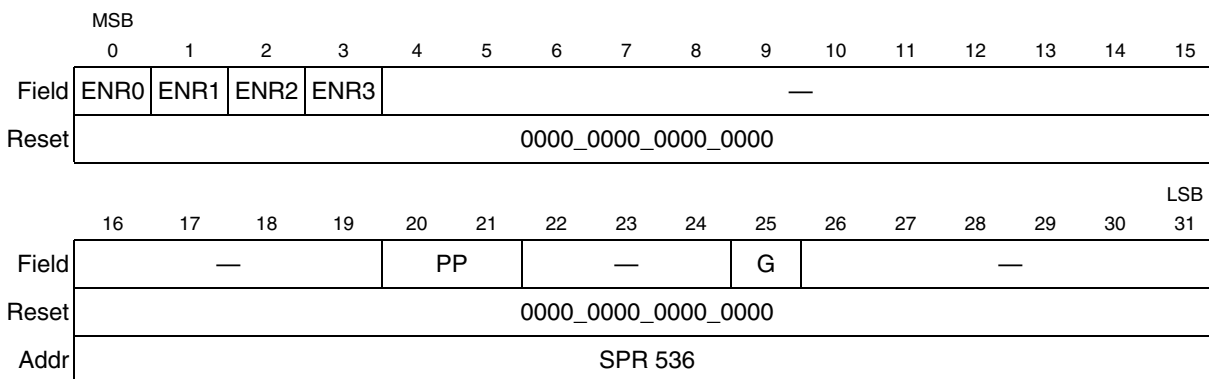 MSB
0 1 2 3 4 5 6 7 8 9 10 11 12 13 14 15
Field ENR0 ENR1 ENR2 ENR3 —
Reset 0000_0000_0000_0000
LSB
16 17 18 19 20 21 22 23 24 25 26 27 28 29 30 31
Field — PP — G —
Reset 0000_0000_0000_0000
Addr SPR 536